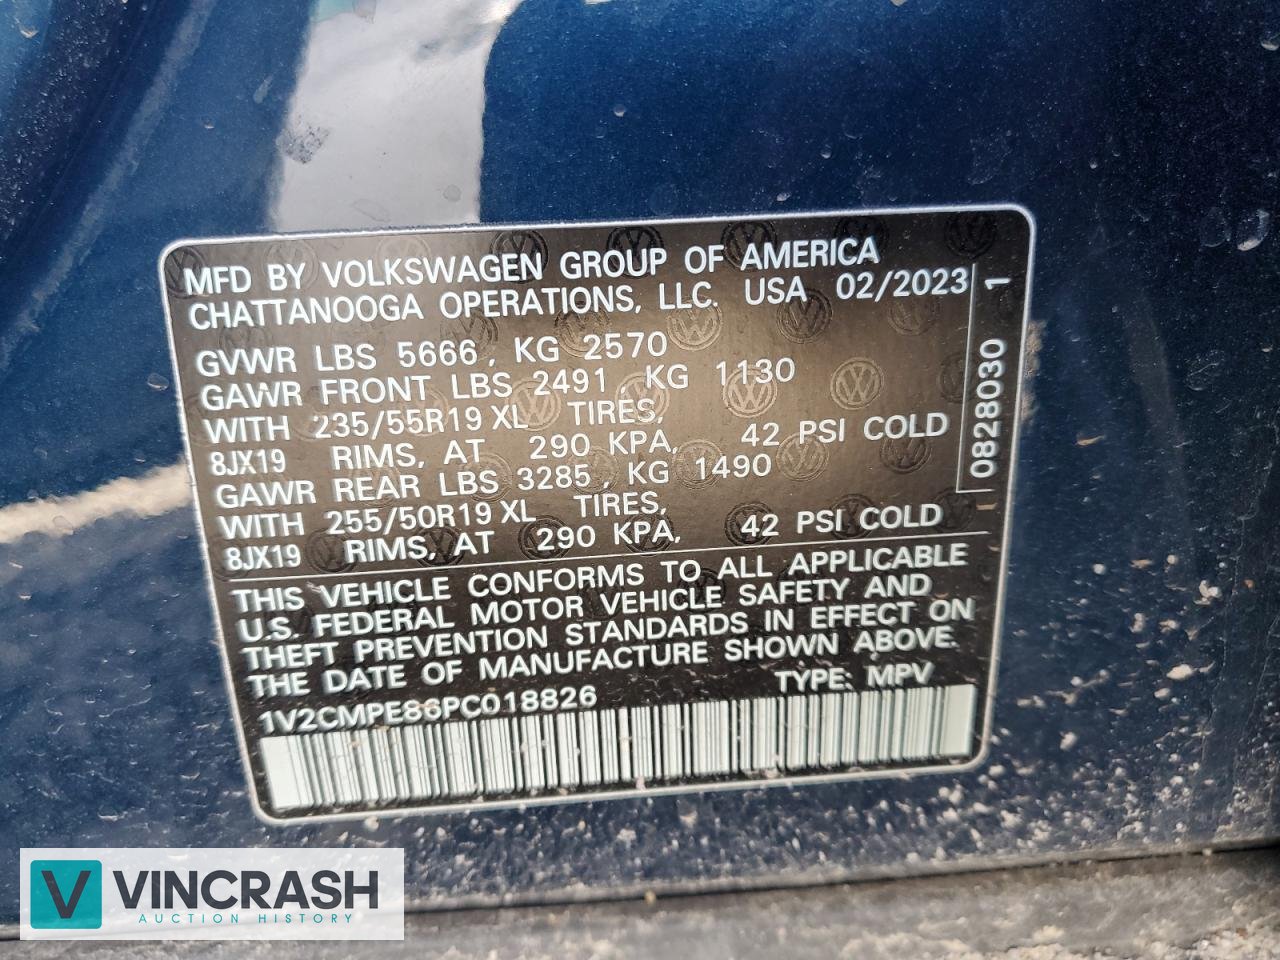 MFD BY VOLKSWAGEN GROUP OF AMERICA
CHATTANOOGA OPERATIONS, LLC. USA 02/2023
GVWR LBS 5666, KG 2570
GAWR FRONT LBS 2491, KG 1130
WITH 235/55R19 XL TIRES,
8JX19 RIMS, AT 290 KPA, 42 PSI COLD
GAWR REAR LBS 3285, KG 1490
WITH 255/50R19 XL TIRES,
8JX19 RIMS, AT 290 KPA, 42 PSI COLD
0828030 1
THIS VEHICLE CONFORMS TO ALL APPLICABLE
U.S. FEDERAL MOTOR VEHICLE SAFETY AND
THEFT PREVENTION STANDARDS IN EFFECT ON
THE DATE OF MANUFACTURE SHOWN ABOVE.
1V2CMPE86PC018826 TYPE: MPV
V VINCRASH
AUCTION HISTORY